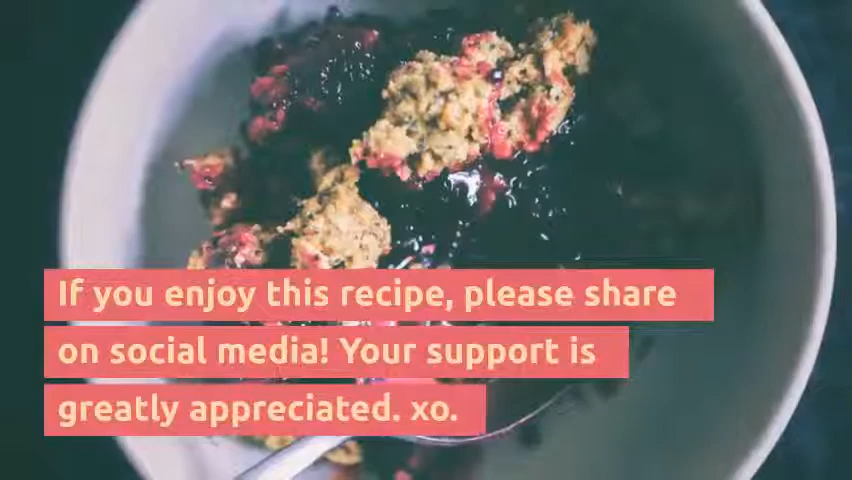 If you enjoy this recipe, please share
on social media! Your support is
greatly appreciated. xo.